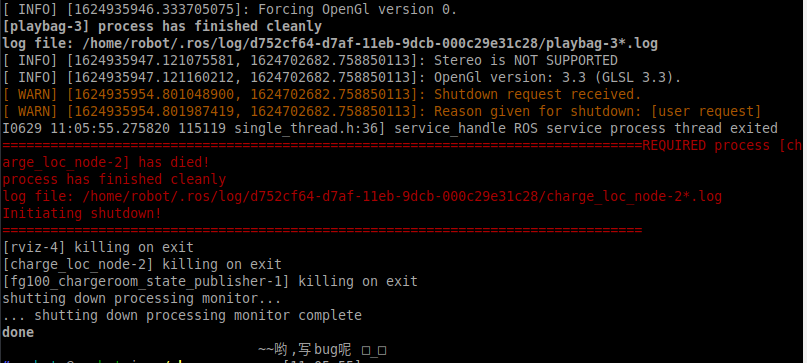 [ INFO] [1624935946.333705075]: Forcing OpenGl version 0.
[playbag-3] process has finished cleanly
log file: /home/robot/.ros/log/d752cf64-d7af-11eb-9dcb-000c29e31c28/playbag-3*.log
[ INFO] [1624935947.121075581, 1624702682.758850113]: Stereo is NOT SUPPORTED
[ INFO] [1624935947.121160212, 1624702682.758850113]: OpenGl version: 3.3 (GLSL 3.3).
[ WARN] [1624935954.801048900, 1624702682.758850113]: Shutdown request received.
[ WARN] [1624935954.801987419, 1624702682.758850113]: Reason given for shutdown: [user request]
I0629 11:05:55.275820 115119 single_thread.h:36] service_handle ROS service process thread exited
================================================================================REQUIRED process [ch
arge_loc_node-2] has died!
process has finished cleanly
log file: /home/robot/.ros/log/d752cf64-d7af-11eb-9dcb-000c29e31c28/charge_loc_node-2*.log
Initiating shutdown!
================================================================================
[rviz-4] killing on exit
[charge_loc_node-2] killing on exit
[fg100_chargeroom_state_publisher-1] killing on exit
shutting down processing monitor...
... shutting down processing monitor complete
done
~~哟,写bug呢 □_□